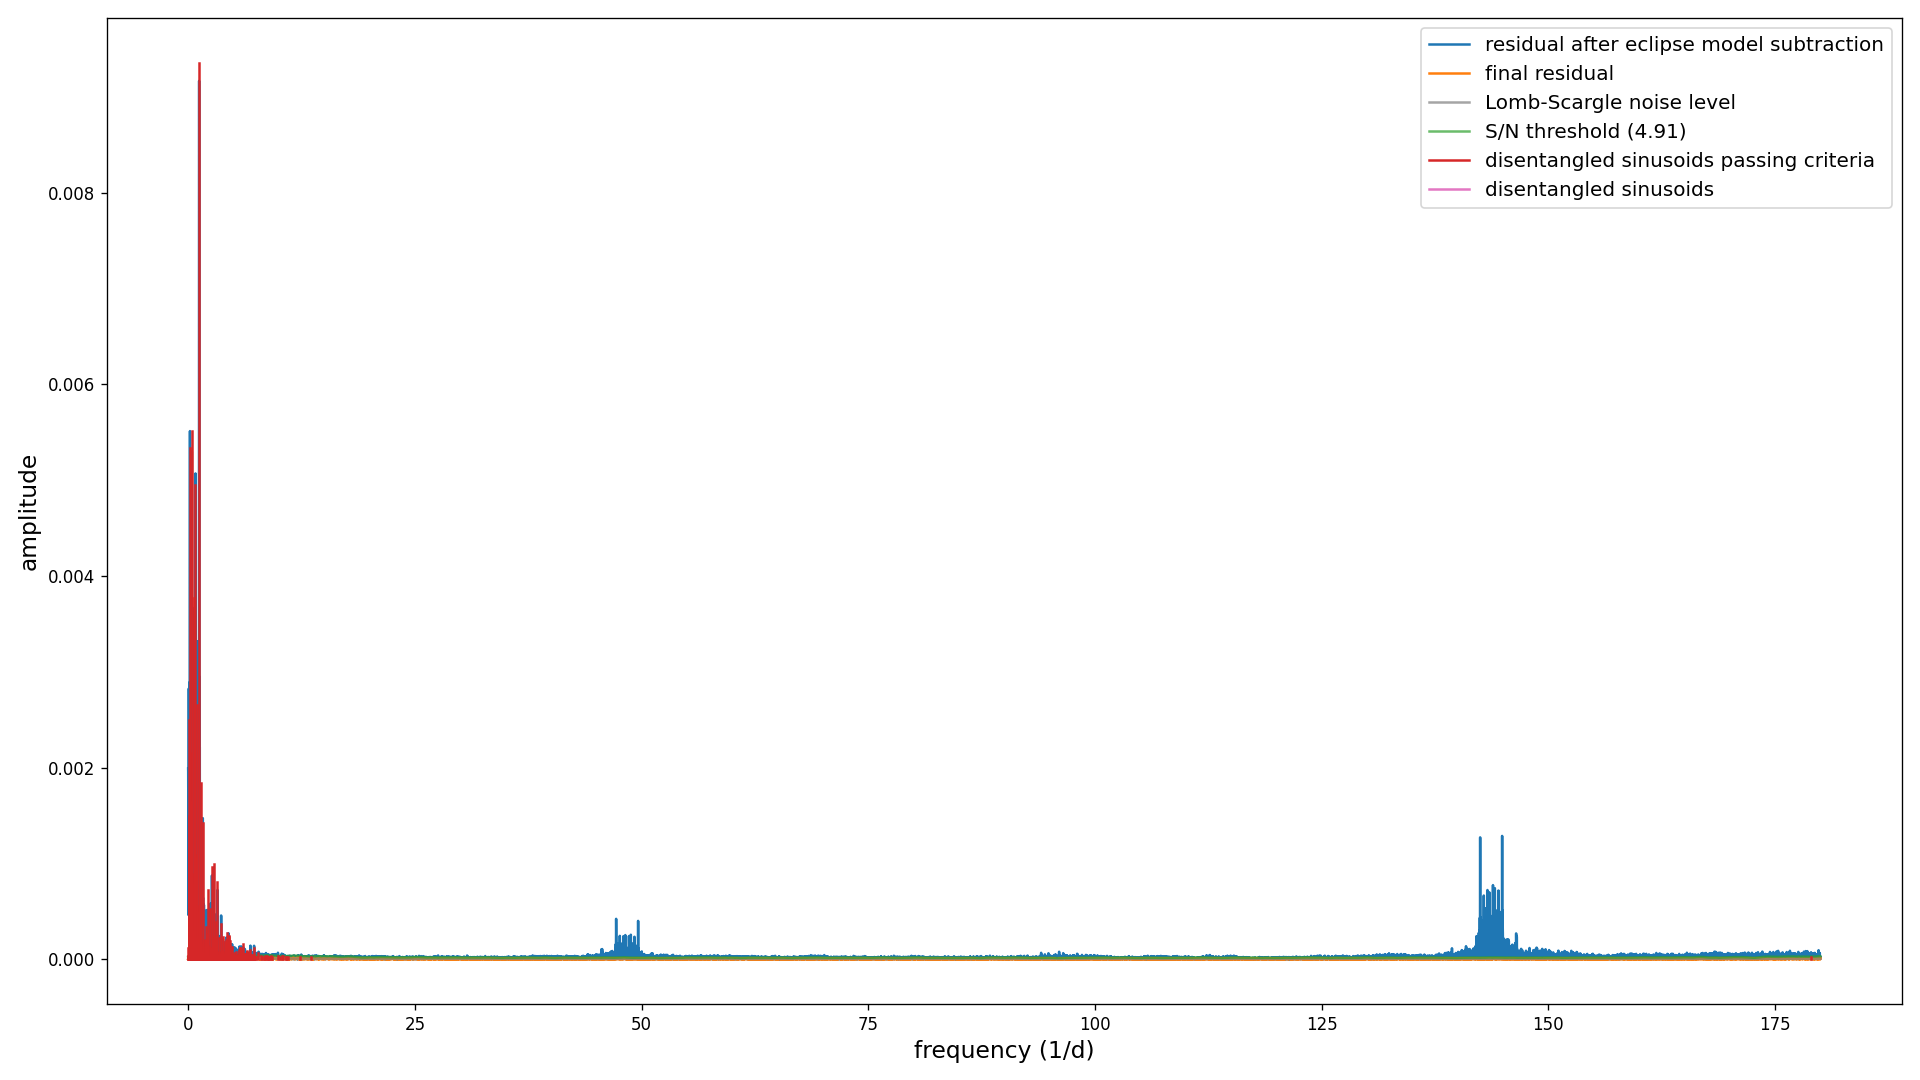 residual after eclipse model subtraction
final residual
Lomb-Scargle noise level
S/N threshold (4.91)
disentangled sinusoids passing criteria
disentangled sinusoids
0.008
0.006
0.004
0.002
0.000
amplitude
0 25 50 75 100 125 150 175
frequency (1/d)